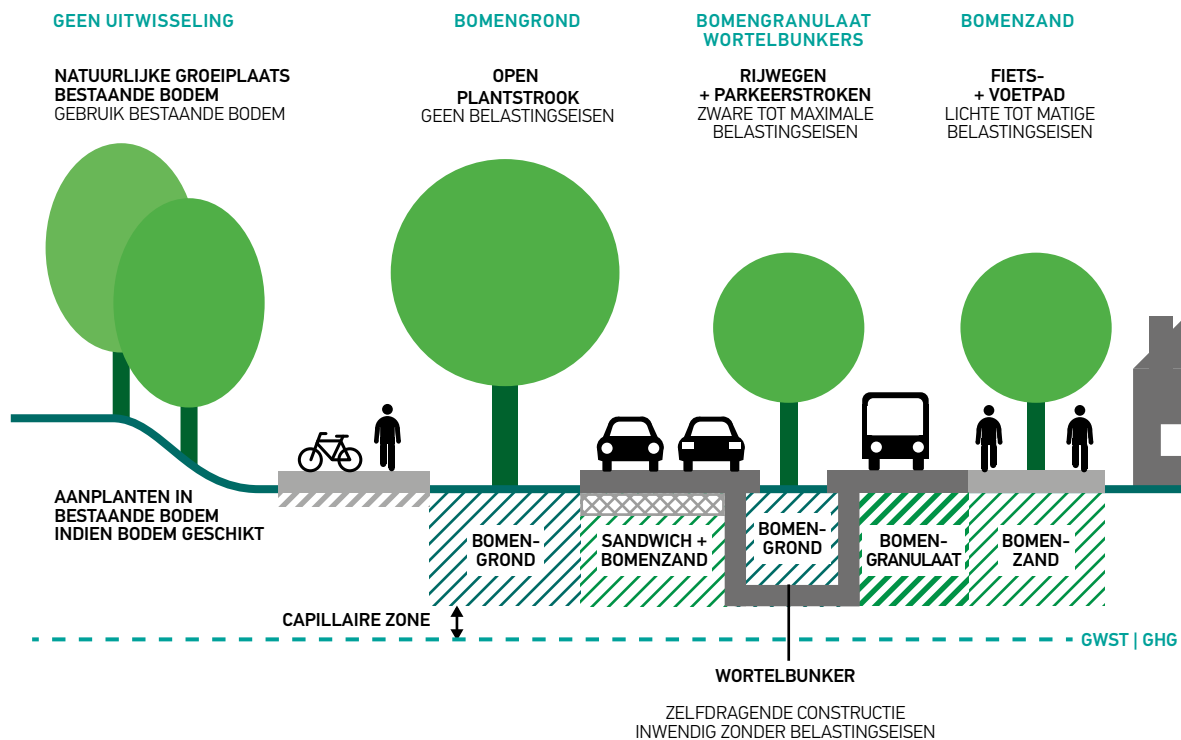 GEEN UITWISSELING
NATUURLIJKE GROEIPLAATS
BESTAANDE BODEM
GEBRUIK BESTAANDE BODEM
BOMENGROND
OPEN
PLANTSTROOK
GEEN BELASTINGSEISEN
BOMENGRANULAAT
WORTELBUNKERS
RIJWEGEN
+ PARKEERSTROKEN
ZWARE TOT MAXIMALE
BELASTINGSEISEN
BOMENZAND
FIETS-
+ VOETPAD
LICHTE TOT MATIGE
BELASTINGSEISEN
AANPLANTEN IN
BESTAANDE BODEM
INDIEN BODEM GESCHIKT
BOMEN-
GROND
SANDWICH +
BOMENZAND
BOMEN-
GROND
BOMEN-
GRANULAAT
BOMEN-
ZAND
CAPILLAIRE ZONE
GWST | GHG
WORTELBUNKER
ZELFDRAGENDE CONSTRUCTIE
INWENDIG ZONDER BELASTINGSEISEN